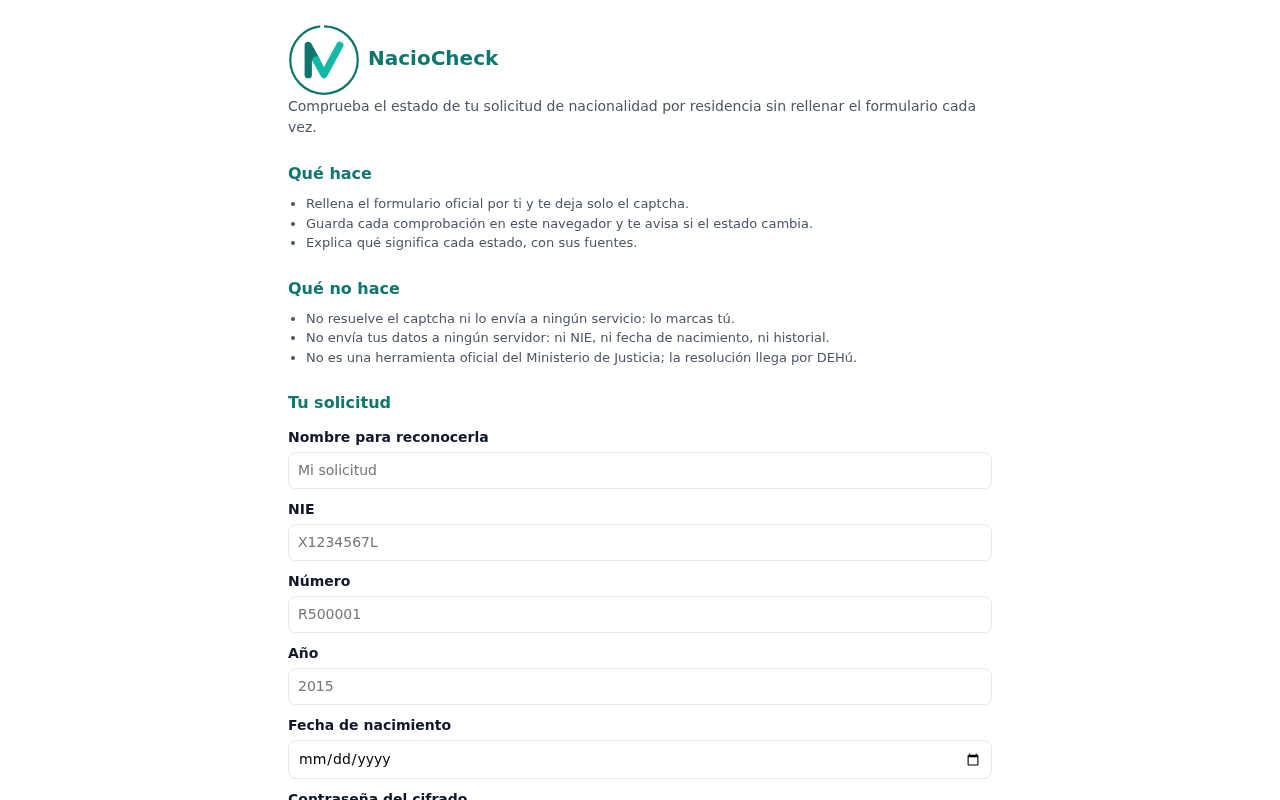 NacioCheck
Comprueba el estado de tu solicitud de nacionalidad por residencia sin rellenar el formulario cada
vez.
Qué hace
• Rellena el formulario oficial por ti y te deja solo el captcha.
• Guarda cada comprobación en este navegador y te avisa si el estado cambia.
• Explica qué significa cada estado, con sus fuentes.
Qué no hace
• No resuelve el captcha ni lo envía a ningún servicio: lo marcas tú.
• No envía tus datos a ningún servidor: ni NIE, ni fecha de nacimiento, ni historial.
• No es una herramienta oficial del Ministerio de Justicia; la resolución llega por DEHú.
Tu solicitud
Nombre para reconocerla
Mi solicitud
NIE
X1234567L
Número
R500001
Año
2015
Fecha de nacimiento
mm/dd/yyyy
Contraseña del cifrado